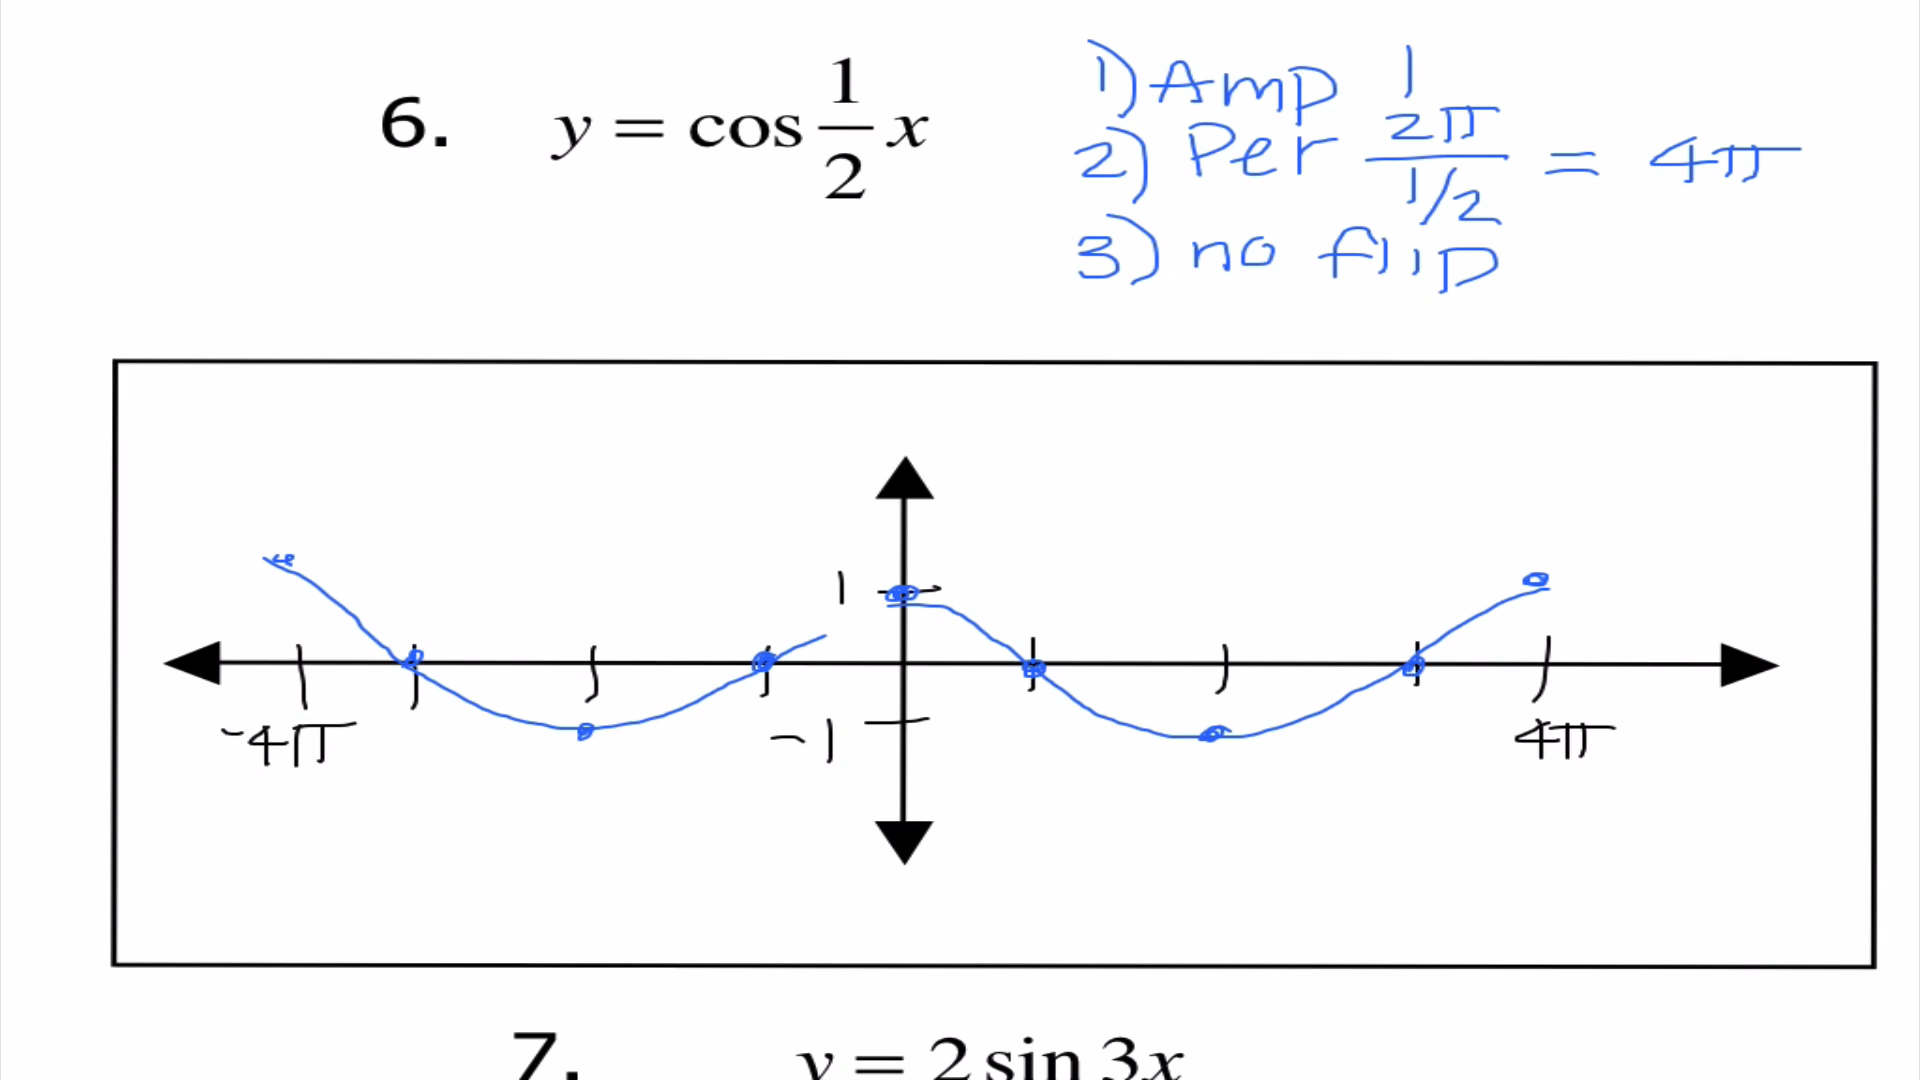 6. y = cos 1/2 x
1) Amp 1
2) Per 2π / 1/2 = 4π
3) no flip
1
-4π -1 4π
7. y = 2 sin 3x